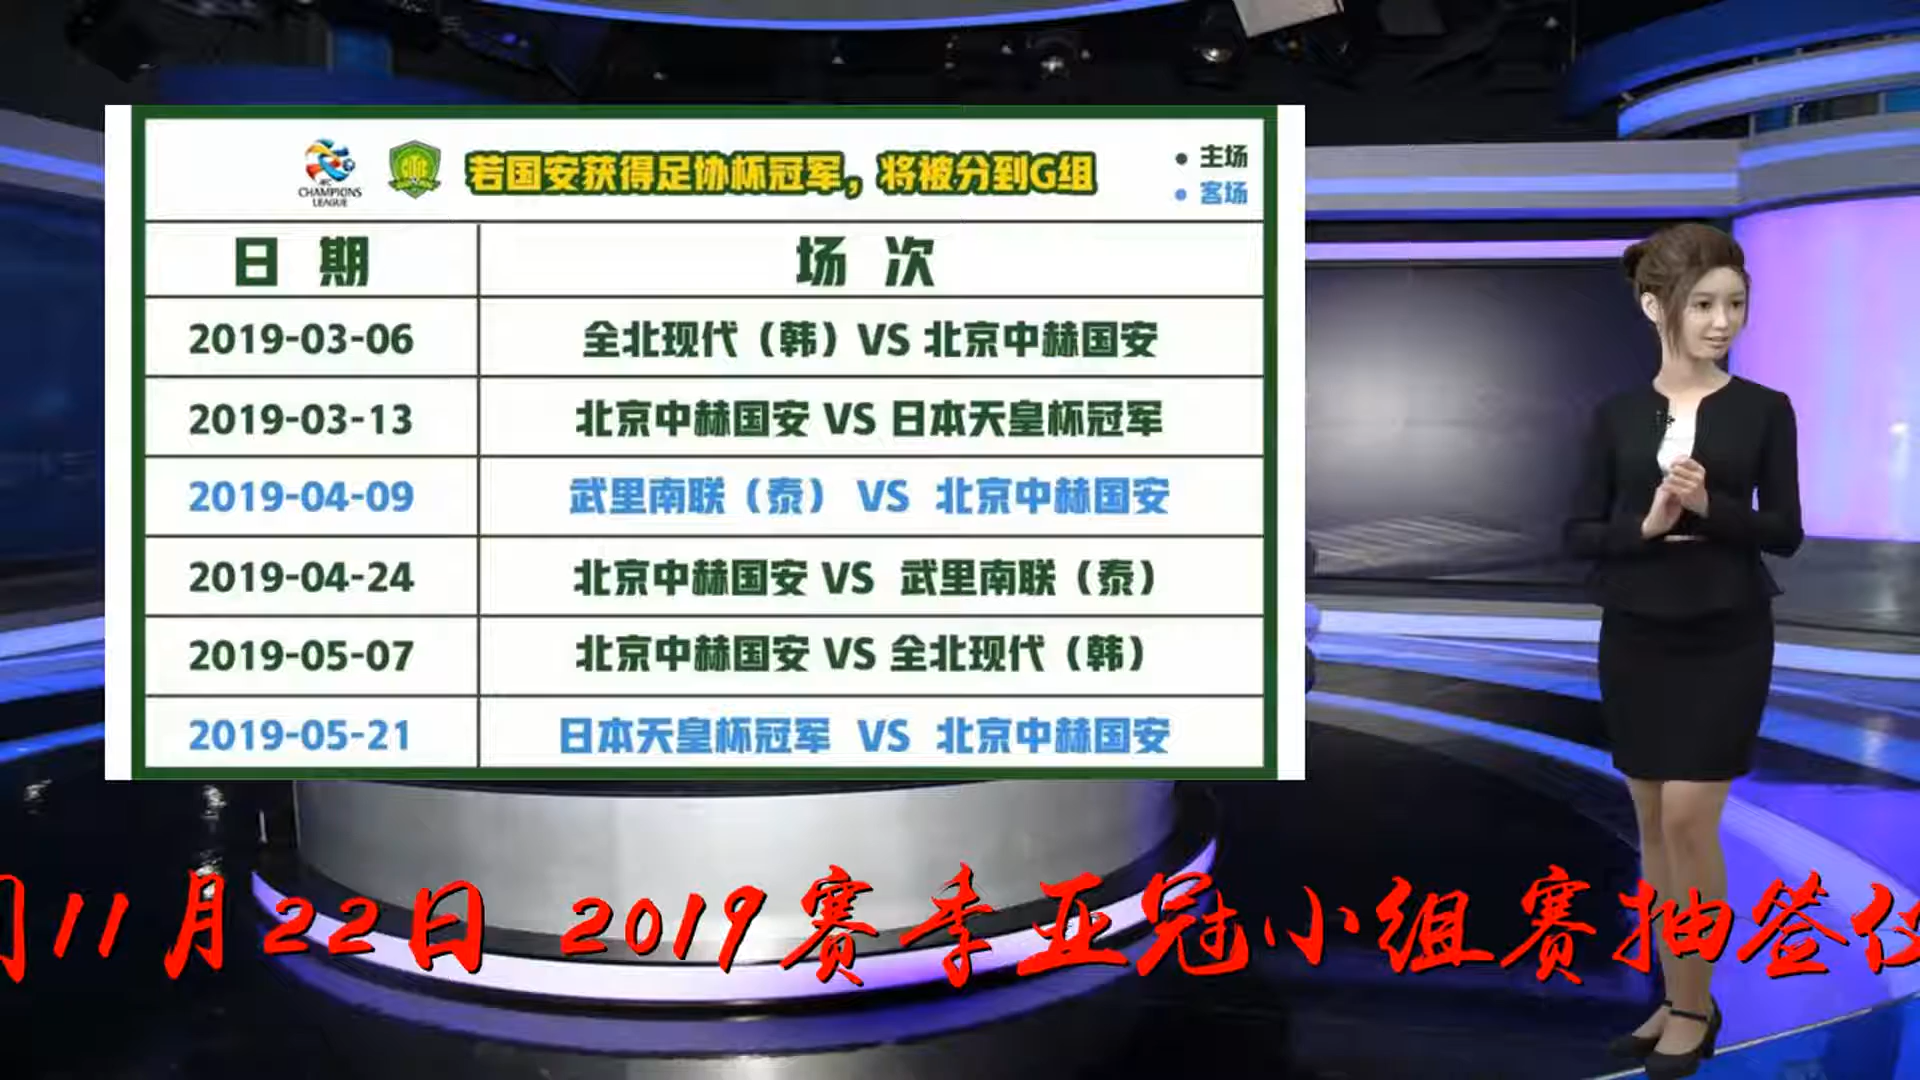 AFC
CHAMPIONS
LEAGUE
若国安获得足协杯冠军，将被分到G组
• 主场
• 客场
日 期 场 次
2019-03-06 全北现代（韩）VS 北京中赫国安
2019-03-13 北京中赫国安 VS 日本天皇杯冠军
2019-04-09 武里南联（泰） VS 北京中赫国安
2019-04-24 北京中赫国安 VS 武里南联（泰）
2019-05-07 北京中赫国安 VS 全北现代（韩）
2019-05-21 日本天皇杯冠军 VS 北京中赫国安
11月22日 2019赛季亚冠小组赛抽签仪